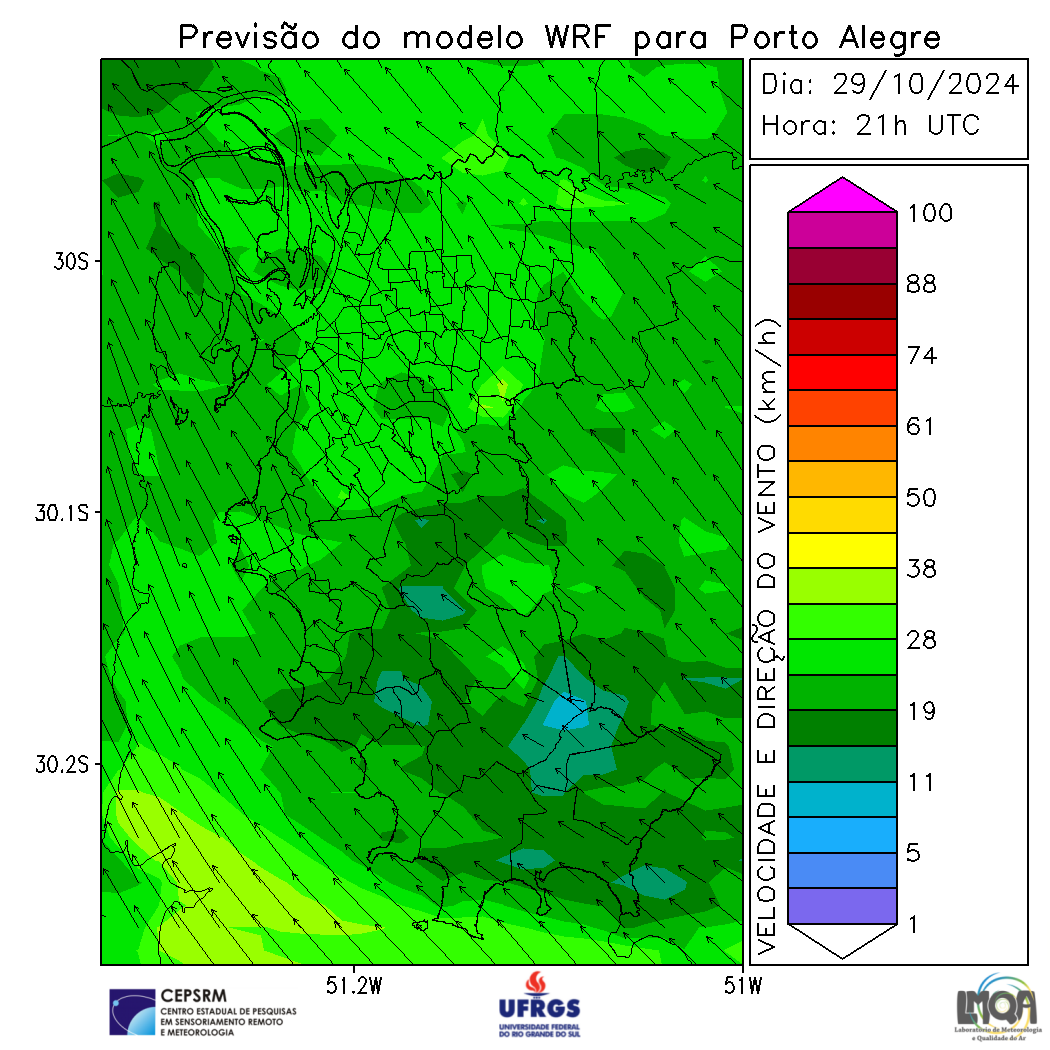 Previsão do modelo WRF para Porto Alegre
Dia: 29/10/2024
Hora: 21h UTC
30S
30.1S
30.2S
51.2W
51W
VELOCIDADE E DIREÇÃO DO VENTO (km/h)
100
88
74
61
50
38
28
19
11
5
1
CEPSRM
CENTRO ESTADUAL DE PESQUISAS
EM SENSORIAMENTO REMOTO
E METEOROLOGIA
UFRGS
UNIVERSIDADE FEDERAL
DO RIO GRANDE DO SUL
LMQA
Laboratório de Meteorologia
e Qualidade do Ar